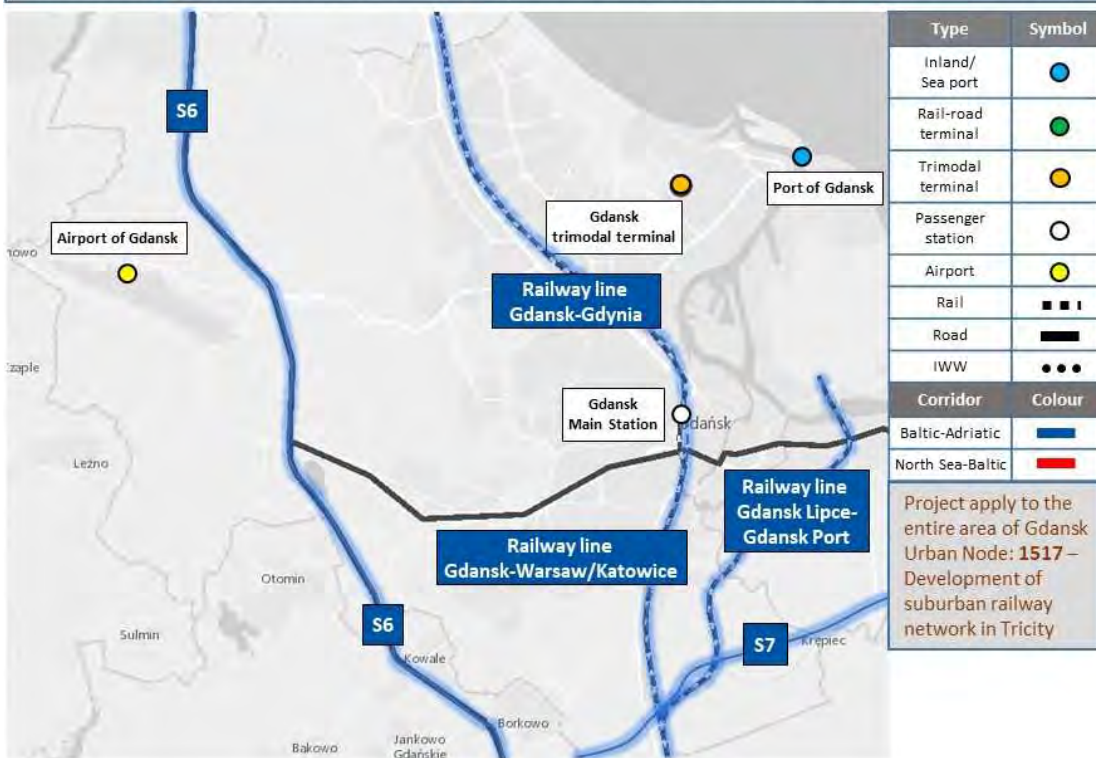 S6
Airport of Gdansk
nowo
Czaple
Leźno
Otomin
Sulmin
S6
Kowale
Borkowo
Bakowo
Jankowo
Gdańskie
Gdansk
trimodal terminal
Port of Gdansk
Railway line
Gdansk-Gdynia
Gdansk
Main Station
Gdańsk
Railway line
Gdansk-Warsaw/Katowice
Railway line
Gdansk Lipce-
Gdansk Port
S7
Krępiec
Type Symbol
Inland/
Sea port
Rail-road
terminal
Trimodal
terminal
Passenger
station
Airport
Rail
Road
IWW
Corridor Colour
Baltic-Adriatic
North Sea-Baltic
Project apply to the
entire area of Gdansk
Urban Node: 1517 –
Development of
suburban railway
network in Tricity